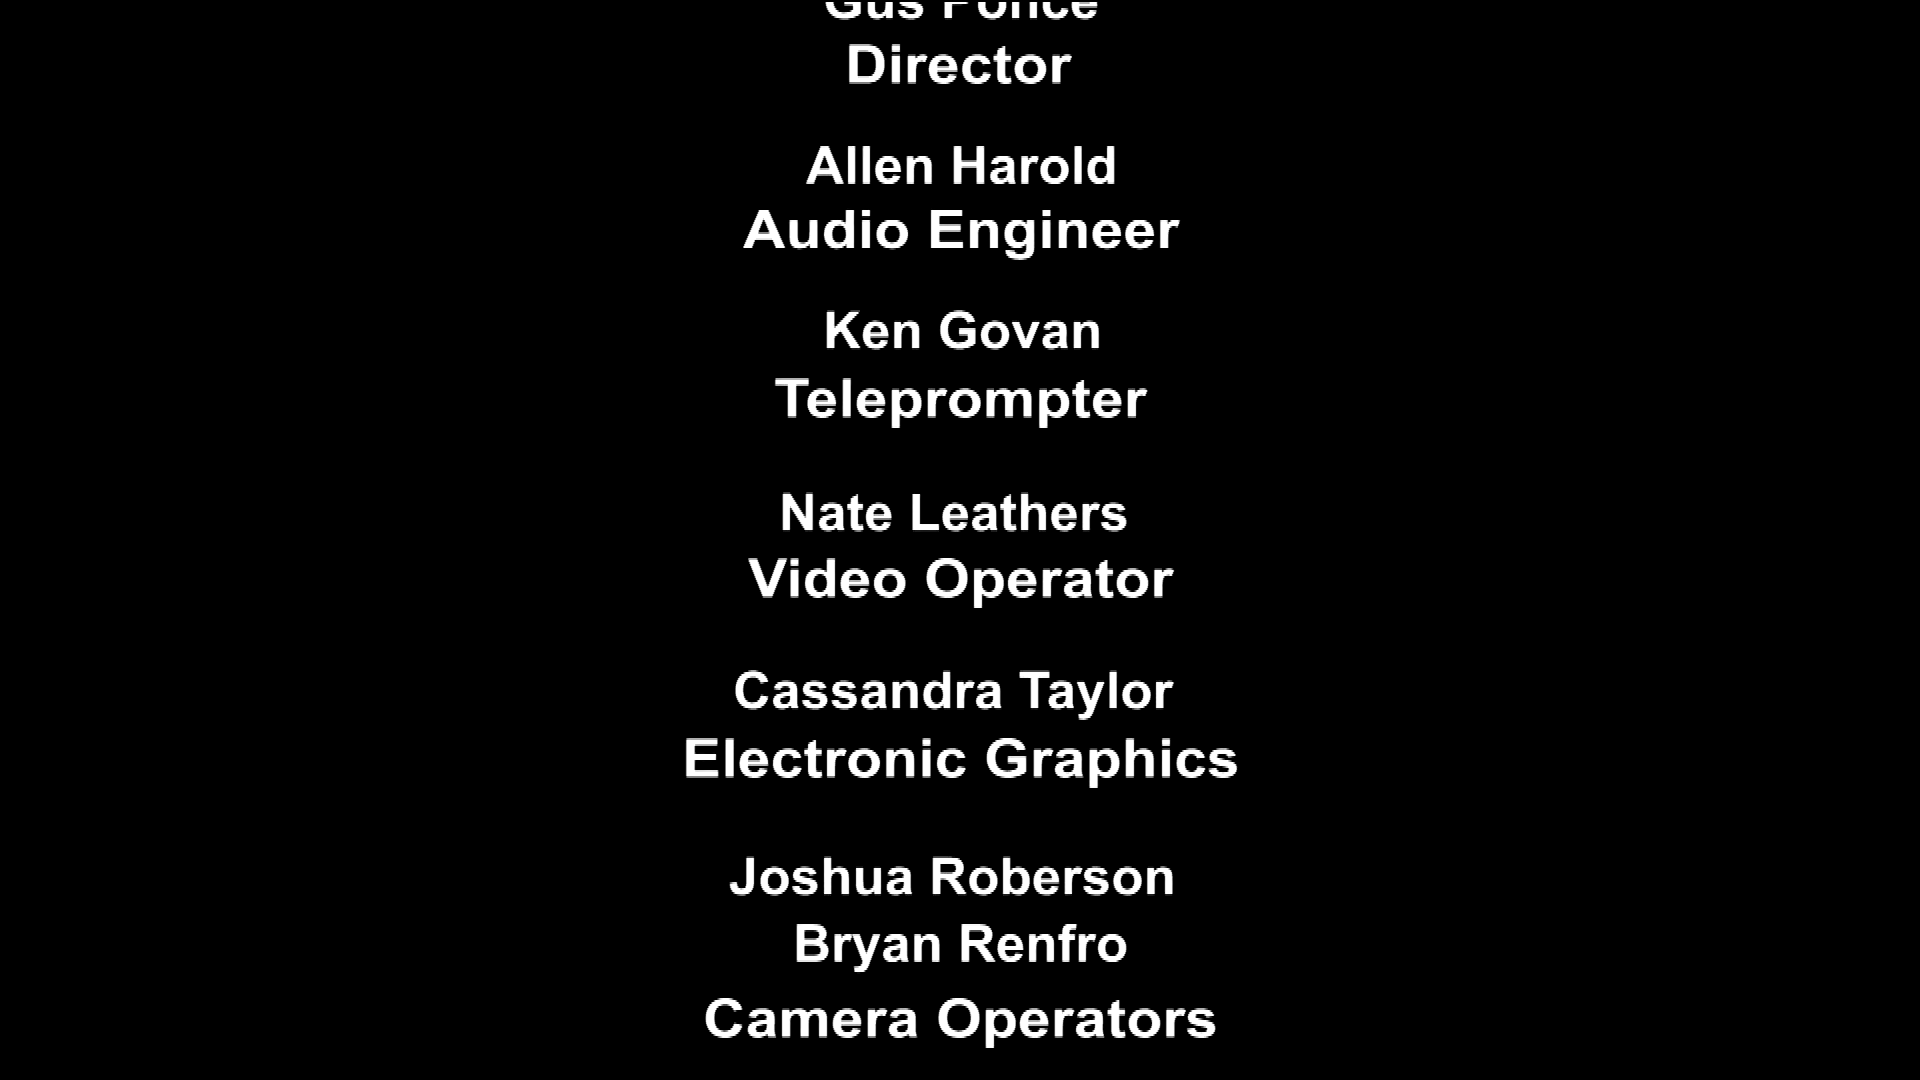 Gus Ponce
Director
Allen Harold
Audio Engineer
Ken Govan
Teleprompter
Nate Leathers
Video Operator
Cassandra Taylor
Electronic Graphics
Joshua Roberson
Bryan Renfro
Camera Operators